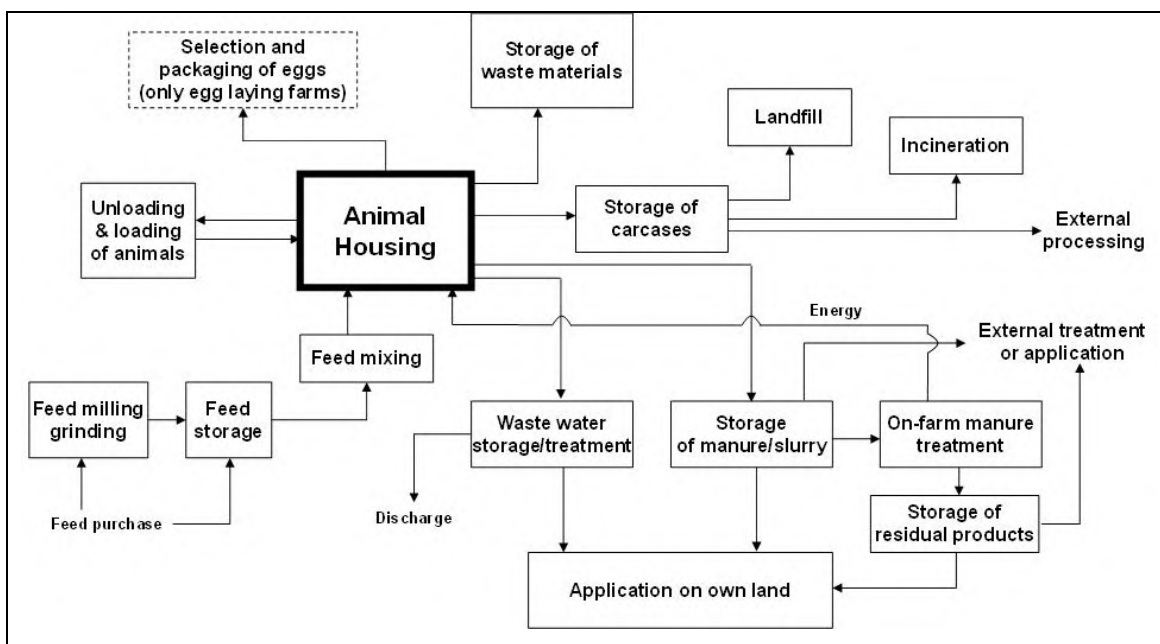 Selection and
packaging of eggs
(only egg laying farms)
Storage of
waste materials
Landfill
Incineration
Unloading
& loading
of animals
Animal
Housing
Storage of
carcases
External
processing
Energy
External treatment
or application
Feed mixing
Feed milling
grinding
Feed
storage
Waste water
storage/treatment
Storage
of manure/slurry
On-farm manure
treatment
Feed purchase
Discharge
Storage of
residual products
Application on own land